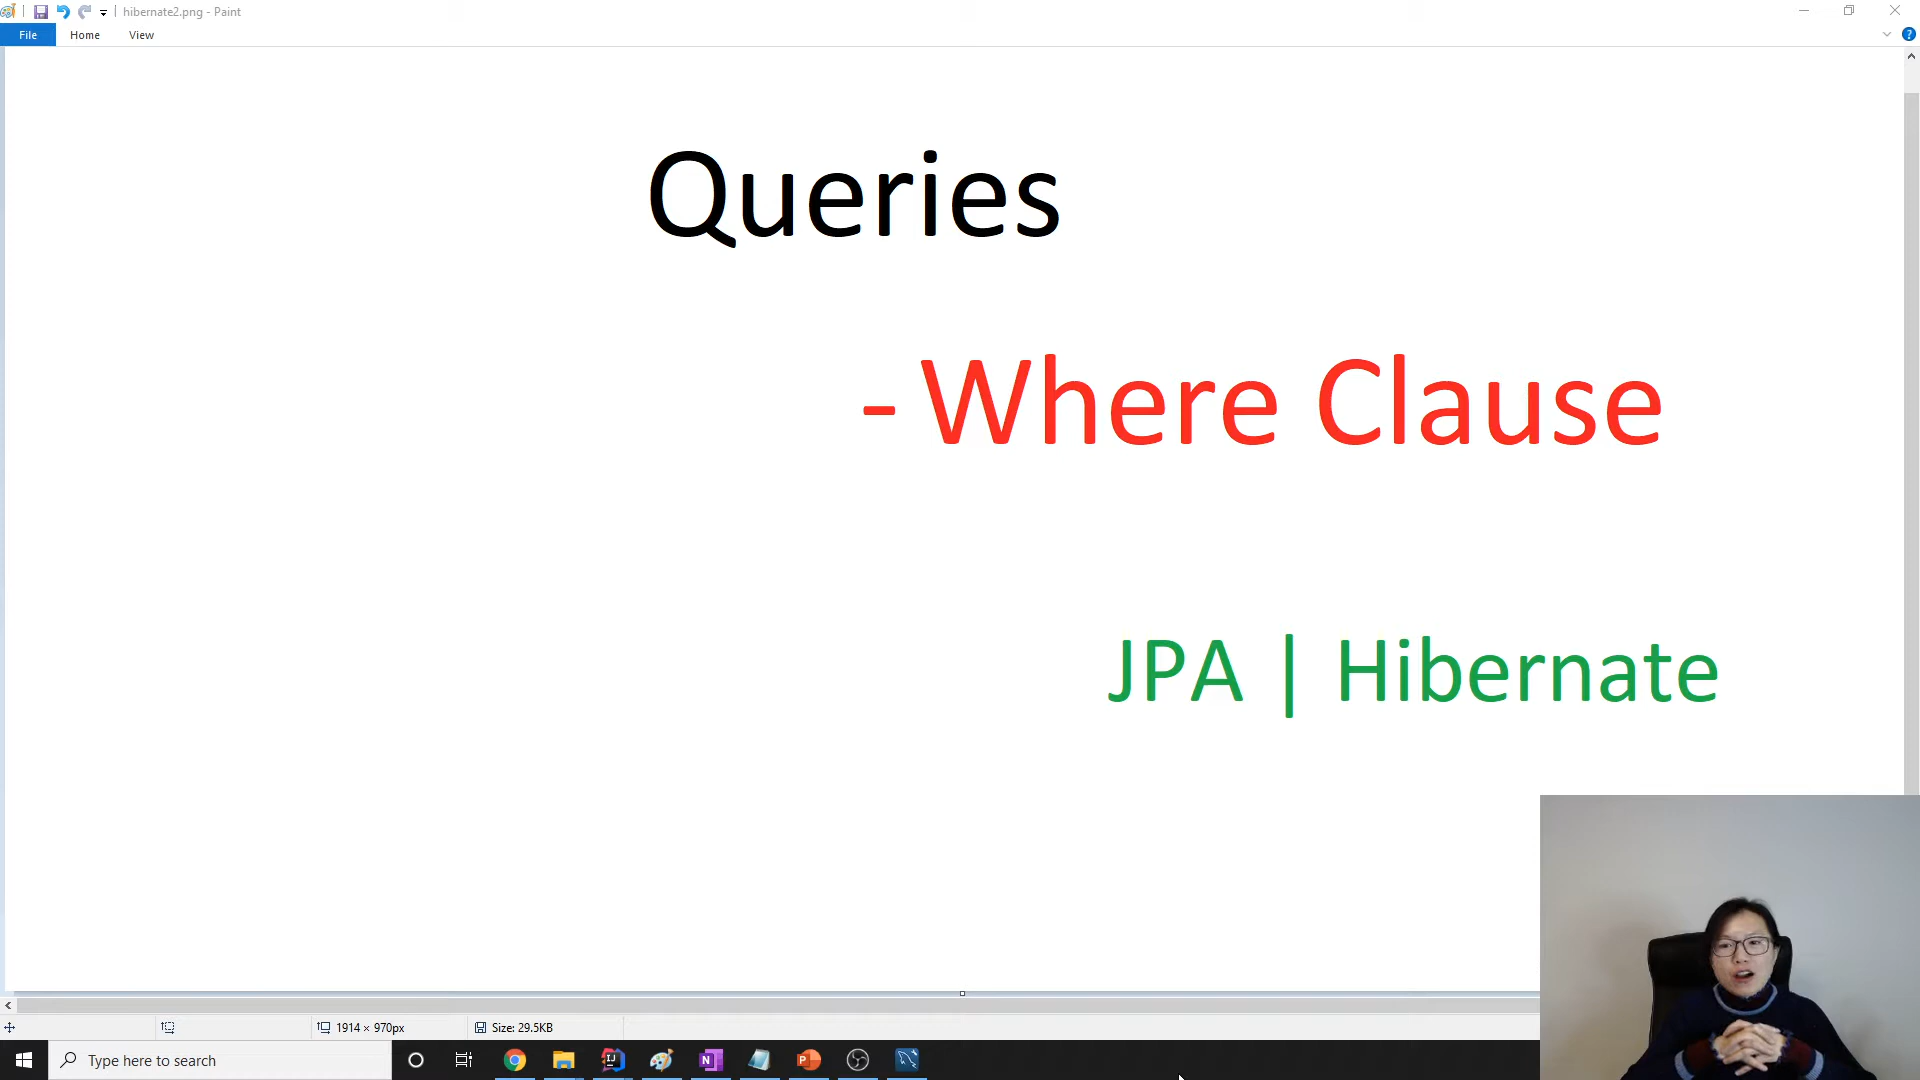 hibernate2.png - Paint
File Home View
?
Queries
- Where Clause
JPA | Hibernate
1914 × 970px
Size: 29.5KB
Type here to search